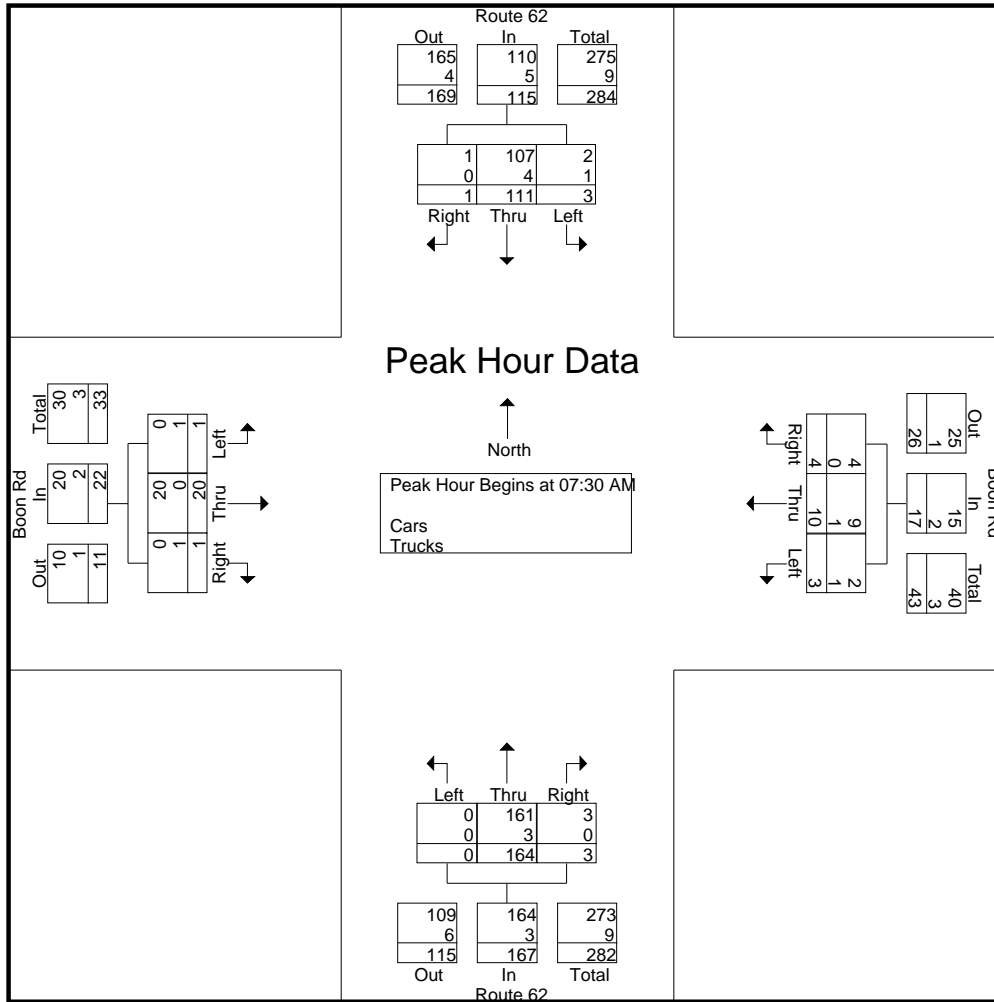 Route 62
Out In Total
165 110 275
4 5 9
169 115 284
1 107 2
0 4 1
1 111 3
Right Thru Left
Peak Hour Data
North
Peak Hour Begins at 07:30 AM
Cars
Trucks
Boon Rd
Out In Total
10 20 30
1 2 3
11 22 33
0 20 0
1 0 1
1 20 1
Right Thru Left
Boon Rd
Out In Total
25 15 40
1 2 3
26 17 43
4 9 2
0 1 1
4 10 3
Right Thru Left
Left Thru Right
0 161 3
0 3 0
0 164 3
109 164 273
6 3 9
115 167 282
Out In Total
Route 62